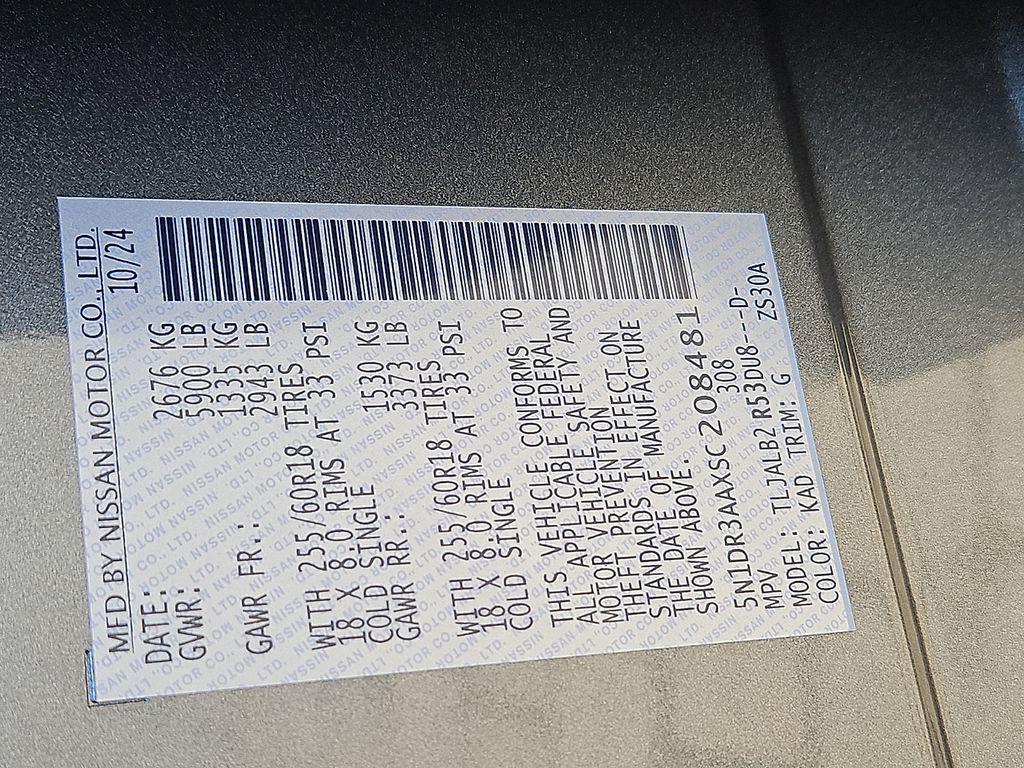 MFD BY NISSAN MOTOR CO., LTD.
DATE: 10/24
GVWR: 2676 KG
5900 LB
GAWR FR.: 1335 KG
2943 LB
WITH 255/60R18 TIRES
18 X 8.0 RIMS AT 33 PSI
COLD SINGLE
GAWR RR.: 1530 KG
3373 LB
WITH 255/60R18 TIRES
18 X 8.0 RIMS AT 33 PSI
COLD SINGLE
THIS VEHICLE CONFORMS TO
ALL APPLICABLE FEDERAL
MOTOR VEHICLE SAFETY AND
THEFT PREVENTION
STANDARDS IN EFFECT ON
THE DATE OF MANUFACTURE
SHOWN ABOVE.
5N1DR3AAXSC208481
MPV 308
MODEL: TLJALB2 R53DU8---D-
COLOR: KAD TRIM: G ZS30A